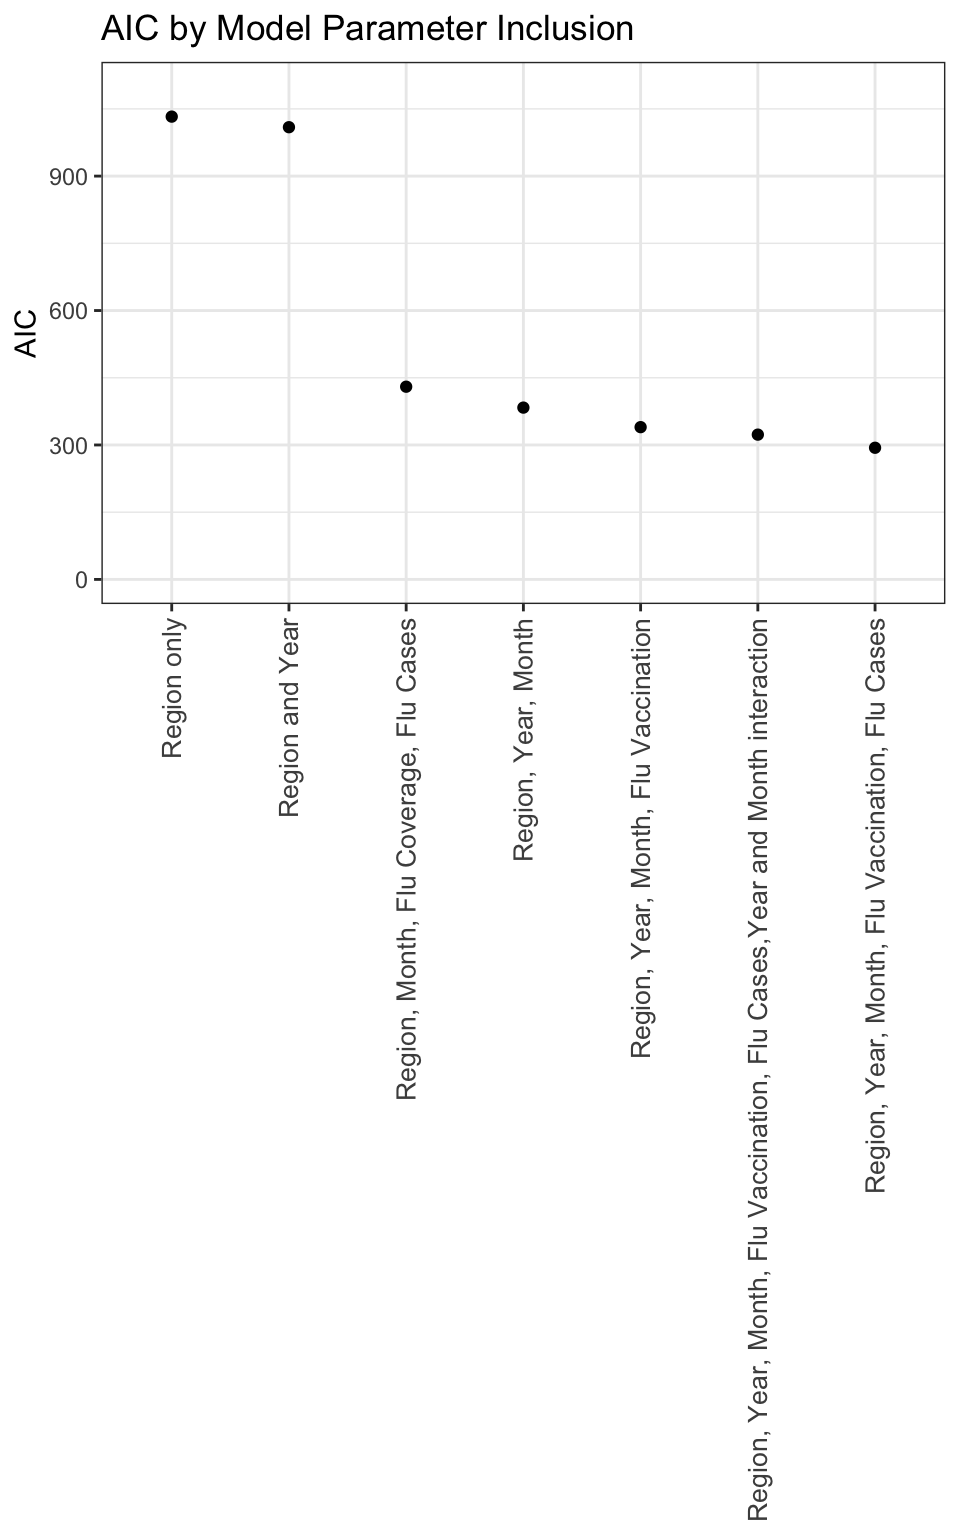 AIC by Model Parameter Inclusion
AIC
900
600
300
0
Region only
Region and Year
Region, Month, Flu Coverage, Flu Cases
Region, Year, Month
Region, Year, Month, Flu Vaccination
Region, Year, Month, Flu Vaccination, Flu Cases,Year and Month interaction
Region, Year, Month, Flu Vaccination, Flu Cases